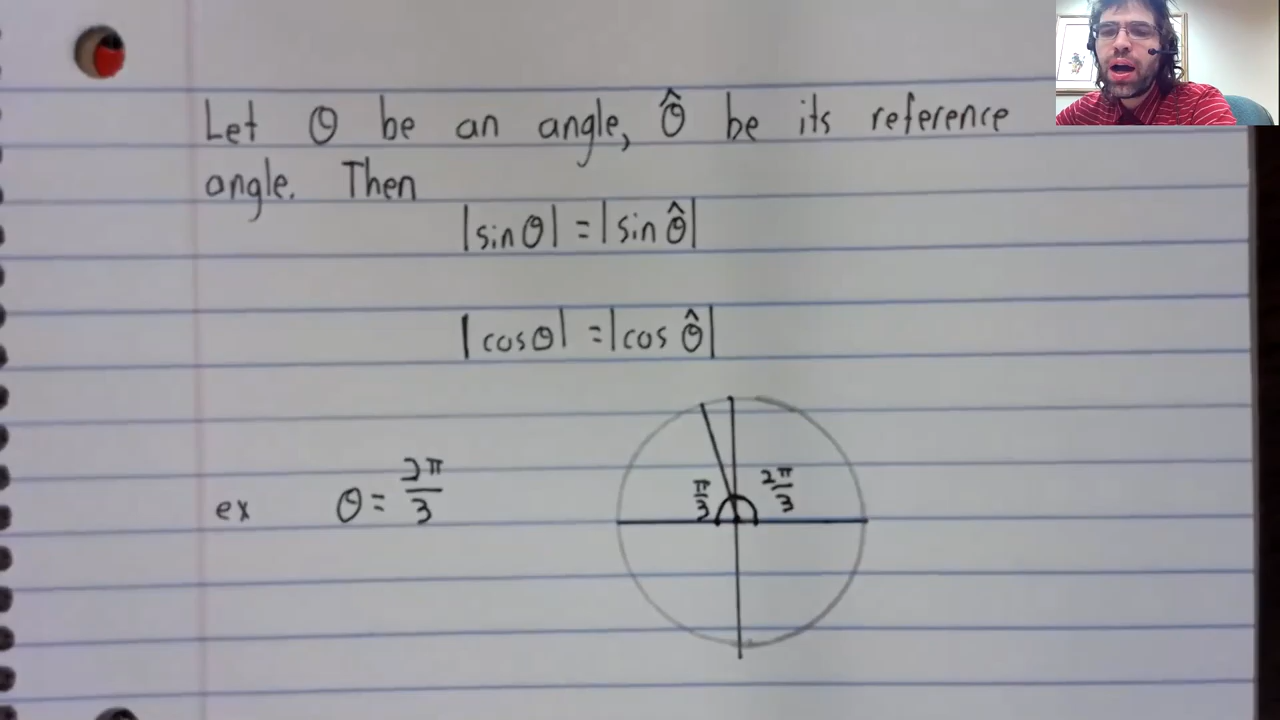 Let θ be an angle, θ̂ be its reference
angle. Then
|sin θ| = |sin θ̂|
|cos θ| = |cos θ̂|
ex θ = 2π/3
π/3 2π/3